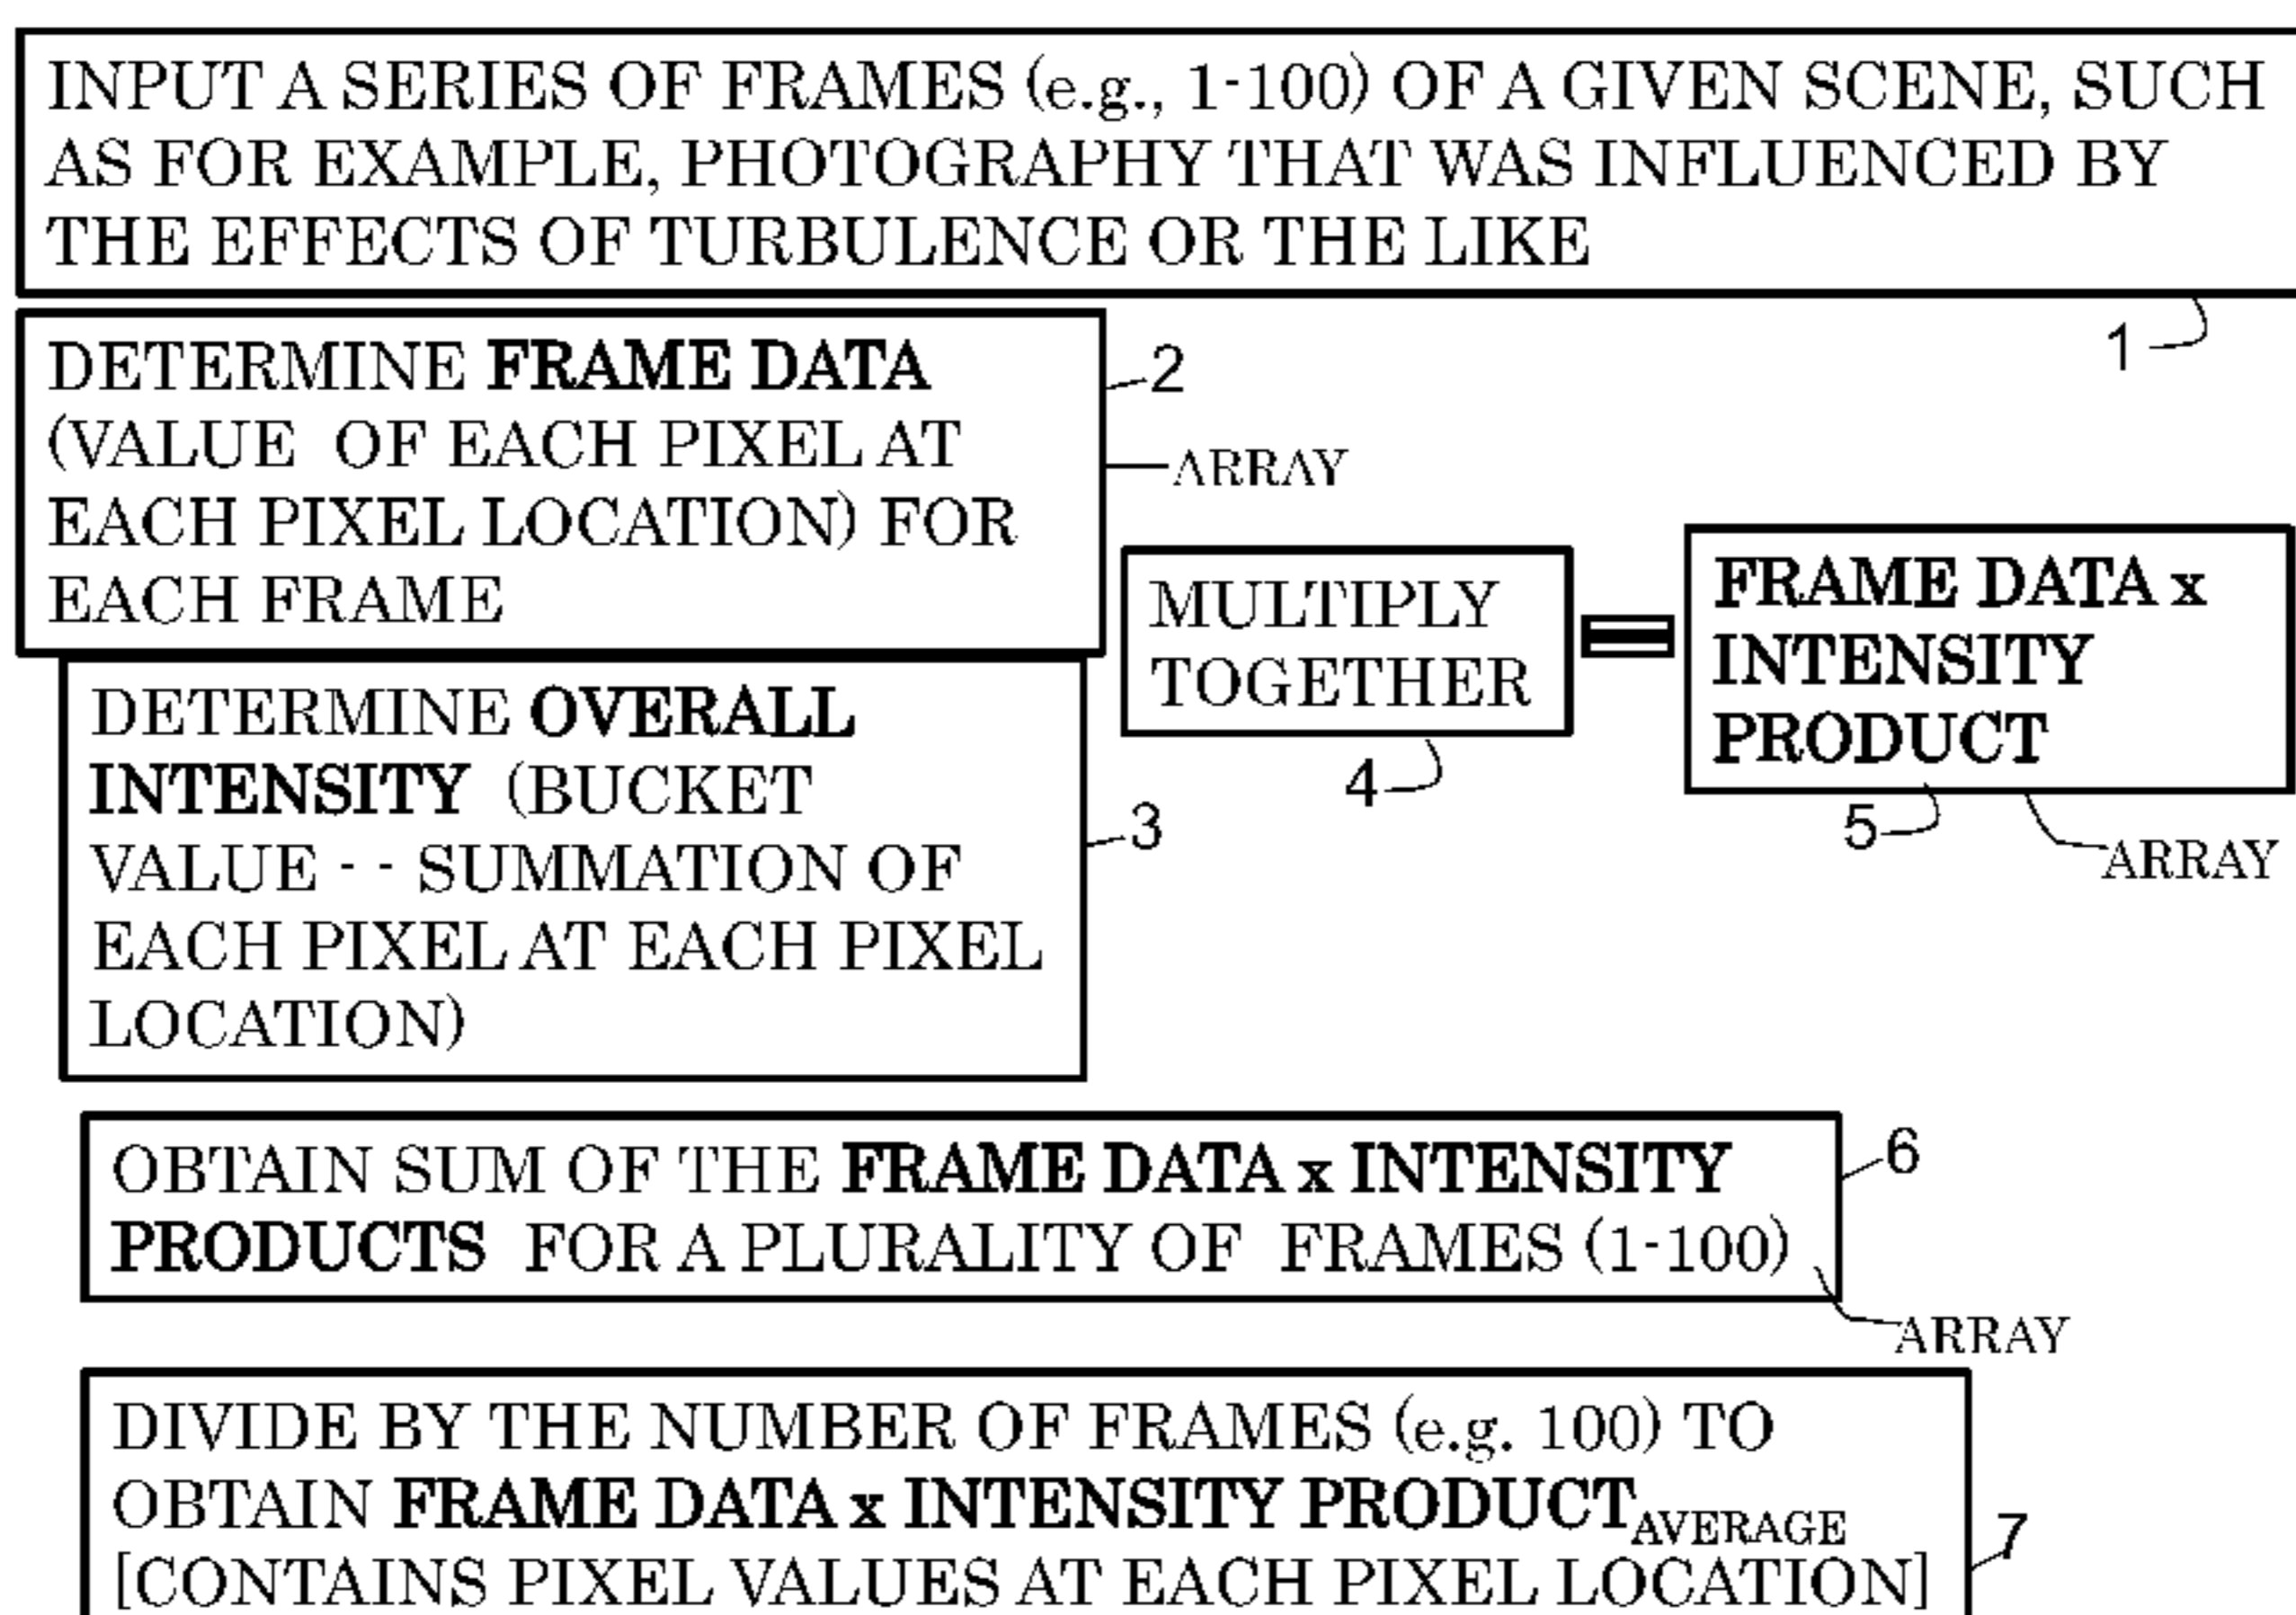 INPUT A SERIES OF FRAMES (e.g., 1-100) OF A GIVEN SCENE, SUCH
AS FOR EXAMPLE, PHOTOGRAPHY THAT WAS INFLUENCED BY
THE EFFECTS OF TURBULENCE OR THE LIKE
1
DETERMINE FRAME DATA
(VALUE OF EACH PIXEL AT
EACH PIXEL LOCATION) FOR
EACH FRAME
2
ARRAY
DETERMINE OVERALL
INTENSITY (BUCKET
VALUE - - SUMMATION OF
EACH PIXEL AT EACH PIXEL
LOCATION)
3
MULTIPLY
TOGETHER
4
=
FRAME DATA x
INTENSITY
PRODUCT
5
ARRAY
OBTAIN SUM OF THE FRAME DATA x INTENSITY
PRODUCTS FOR A PLURALITY OF FRAMES (1-100)
6
ARRAY
DIVIDE BY THE NUMBER OF FRAMES (e.g. 100) TO
OBTAIN FRAME DATA x INTENSITY PRODUCT AVERAGE
[CONTAINS PIXEL VALUES AT EACH PIXEL LOCATION]
7